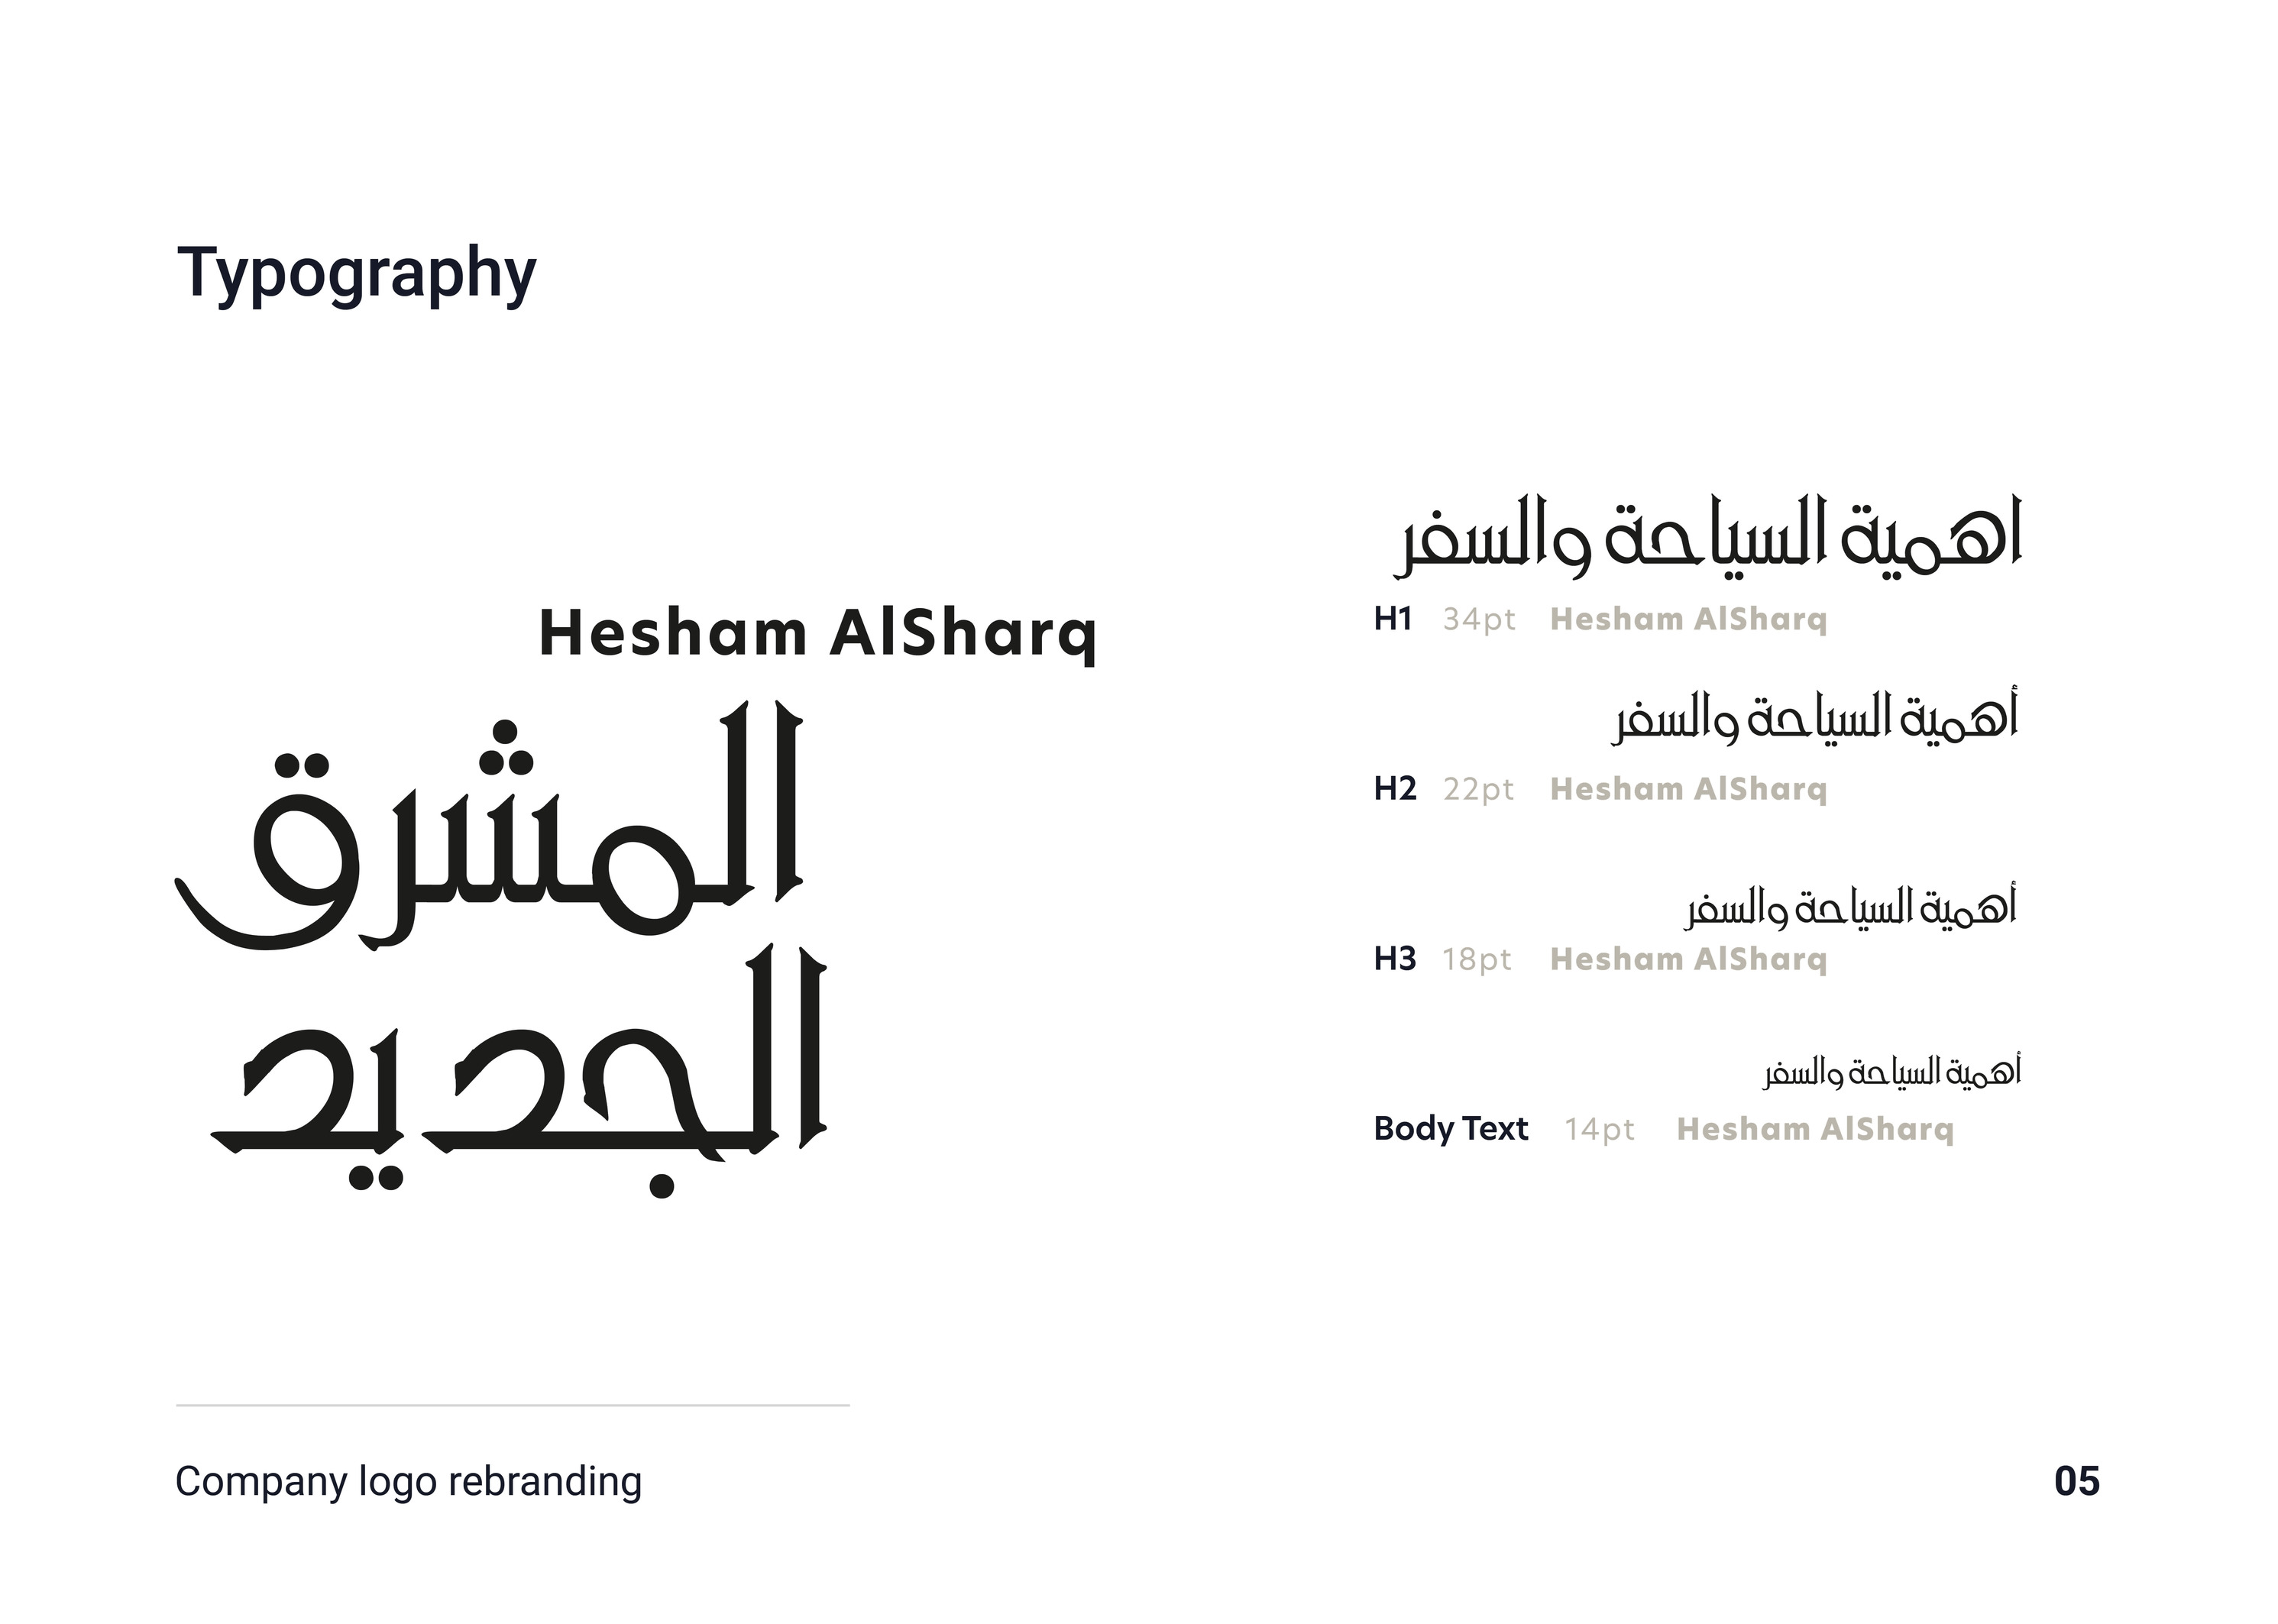 Typography
Hesham AlSharq
المشرق
الجديد
اهمية السياحة والسفر
H1 34pt Hesham AlSharq
أهمية السياحة والسفر
H2 22pt Hesham AlSharq
أهمية السياحة والسفر
H3 18pt Hesham AlSharq
أهمية السياحة والسفر
Body Text 14pt Hesham AlSharq
Company logo rebranding
05